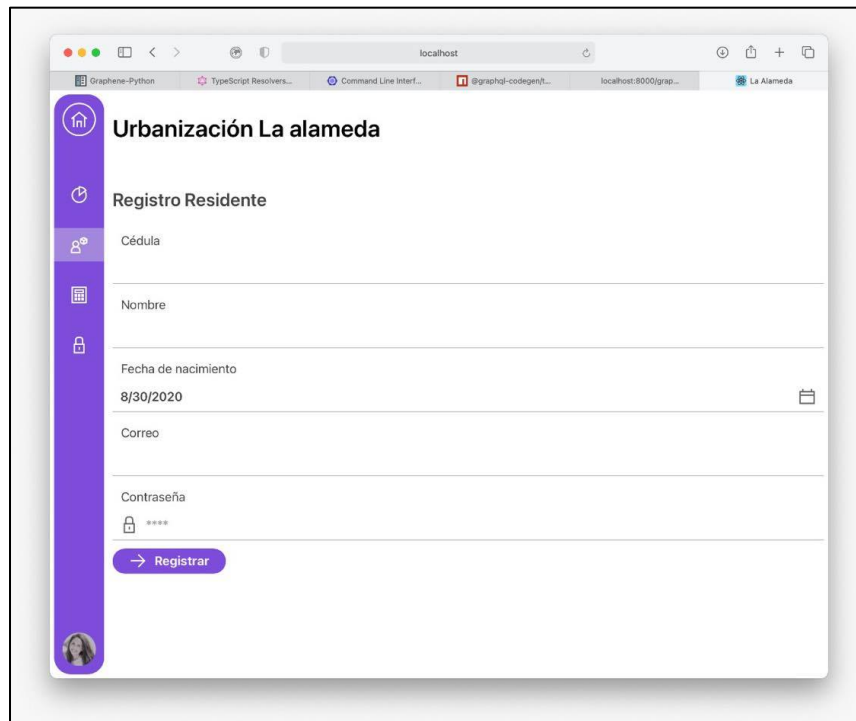 localhost
Graphene-Python
TypeScript Resolvers...
Command Line Interf...
@graphql-codegen/t...
localhost:8000/grap...
La Alameda
Urbanización La alameda
Registro Residente
Cédula
Nombre
Fecha de nacimiento
8/30/2020
Correo
Contraseña
****
Registrar